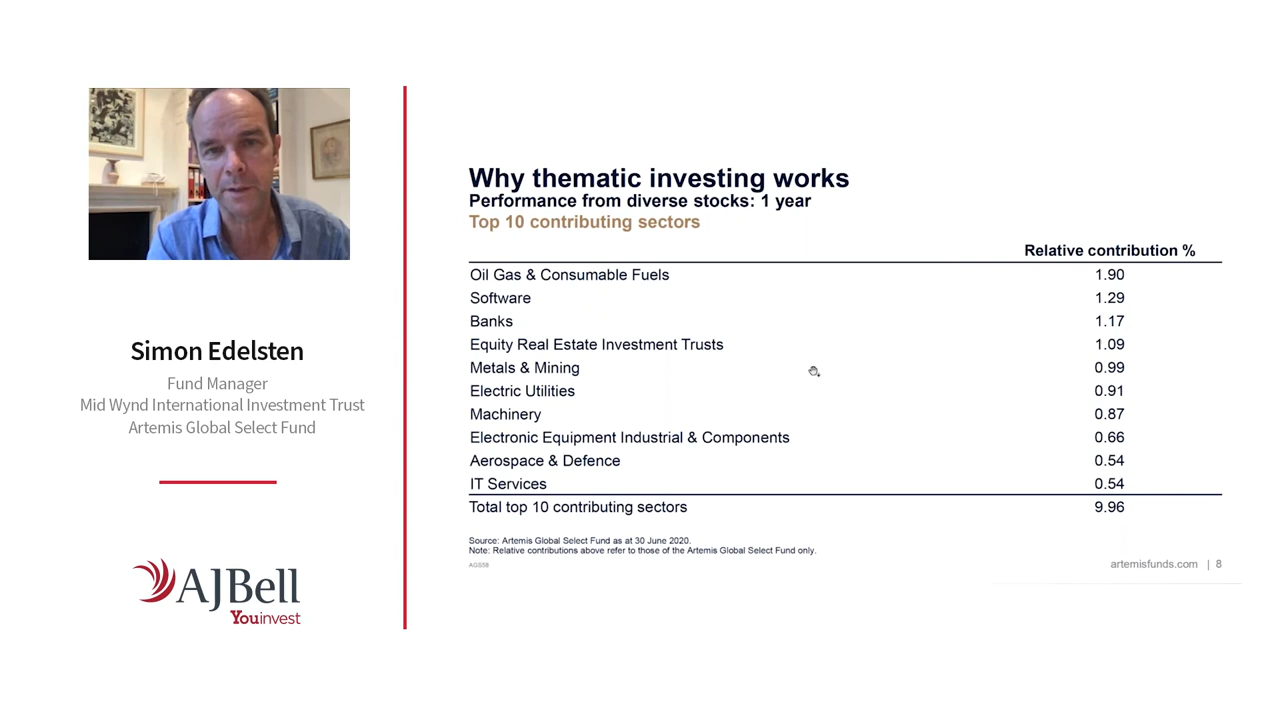 Simon Edelsten
Fund Manager
Mid Wynd International Investment Trust
Artemis Global Select Fund
AJBell
Youinvest
Why thematic investing works
Performance from diverse stocks: 1 year
Top 10 contributing sectors
Relative contribution %
Oil Gas & Consumable Fuels 1.90
Software 1.29
Banks 1.17
Equity Real Estate Investment Trusts 1.09
Metals & Mining 0.99
Electric Utilities 0.91
Machinery 0.87
Electronic Equipment Industrial & Components 0.66
Aerospace & Defence 0.54
IT Services 0.54
Total top 10 contributing sectors 9.96
Source: Artemis Global Select Fund as at 30 June 2020.
Note: Relative contributions above refer to those of the Artemis Global Select Fund only.
AGS58
artemisfunds.com | 8